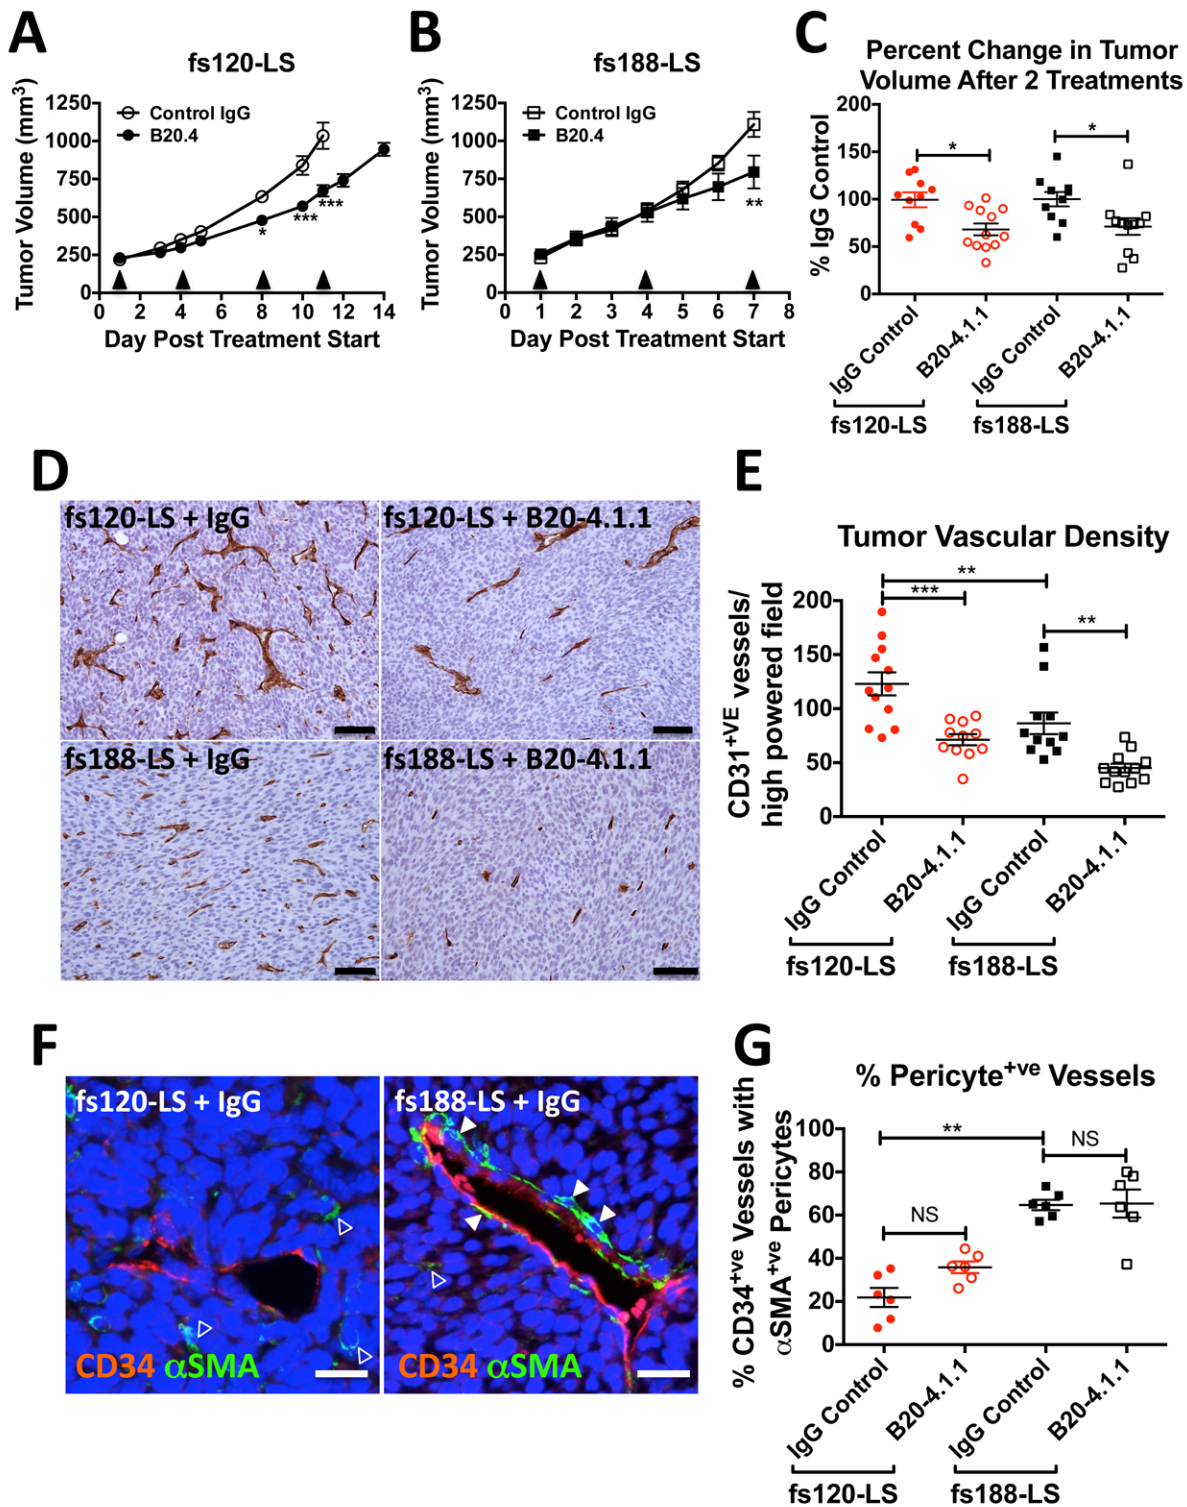 A
fs120-LS
Tumor Volume (mm³)
1250
1000
750
500
250
0
Control IgG
B20.4
*
***
***
0 2 4 6 8 10 12 14
Day Post Treatment Start
B
fs188-LS
Tumor Volume (mm³)
1250
1000
750
500
250
0
Control IgG
B20.4
**
0 1 2 3 4 5 6 7 8
Day Post Treatment Start
C
Percent Change in Tumor
Volume After 2 Treatments
% IgG Control
200
150
100
50
0
*
*
IgG Control
B20-4.1.1
IgG Control
B20-4.1.1
fs120-LS
fs188-LS
D
fs120-LS + IgG
fs120-LS + B20-4.1.1
fs188-LS + IgG
fs188-LS + B20-4.1.1
E
Tumor Vascular Density
CD31⁺ⱽᴱ vessels/
high powered field
200
150
100
50
0
**
***
**
IgG Control
B20-4.1.1
IgG Control
B20-4.1.1
fs120-LS
fs188-LS
F
fs120-LS + IgG
CD34 αSMA
fs188-LS + IgG
CD34 αSMA
G
% Pericyte⁺ᵛᵉ Vessels
% CD34⁺ᵛᵉ Vessels with
αSMA⁺ᵛᵉ Pericytes
100
80
60
40
20
0
**
NS
NS
IgG Control
B20-4.1.1
IgG Control
B20-4.1.1
fs120-LS
fs188-LS